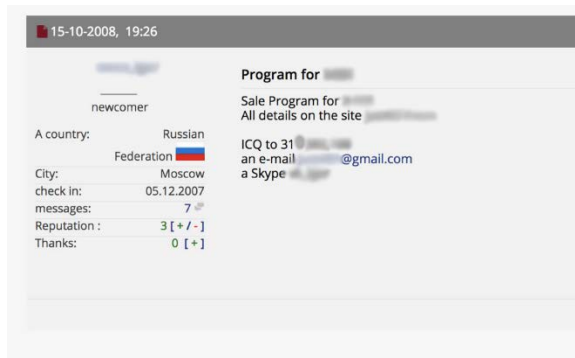 15-10-2008, 19:26
newcomer
A country: Russian Federation
City: Moscow
check in: 05.12.2007
messages: 7
Reputation : 3 [ + / - ]
Thanks: 0 [ + ]
Program for
Sale Program for
All details on the site
ICQ to 31
an e-mail @gmail.com
a Skype